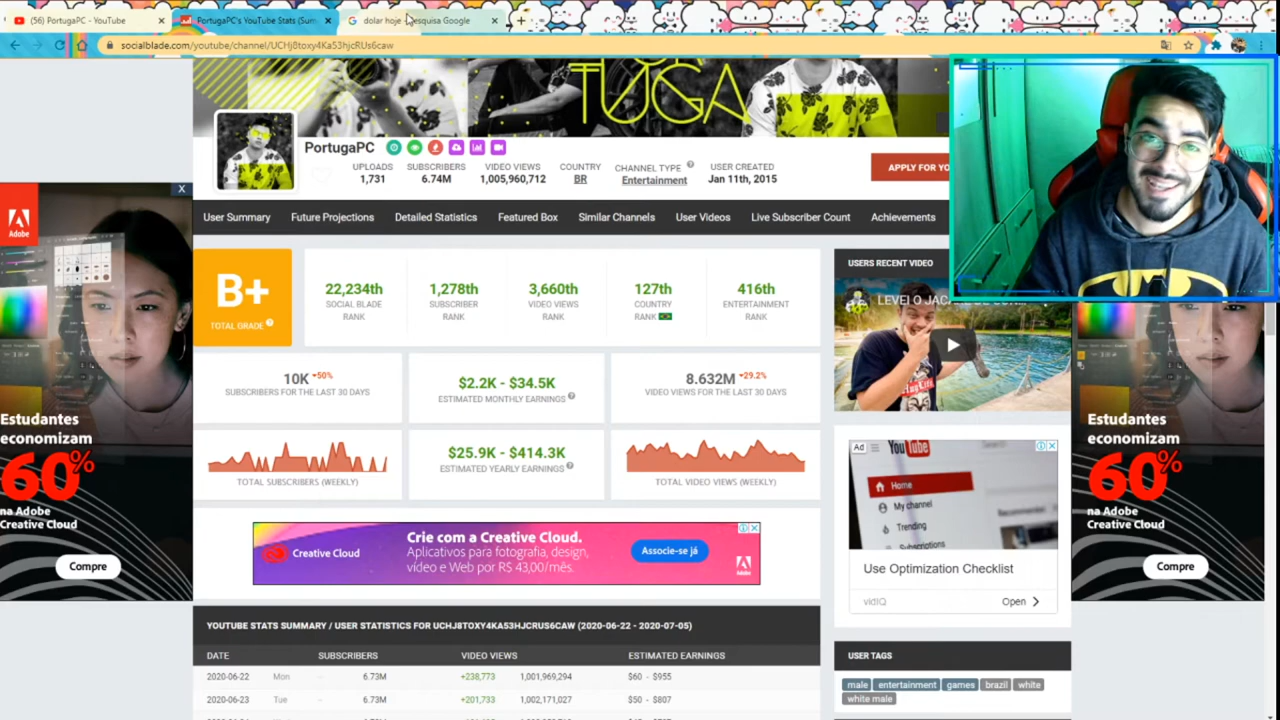 (56) PortugaPC - YouTube
PortugaPC's YouTube Stats (Sum
dolar hoje - Pesquisa Google
socialblade.com/youtube/channel/UCHj8toxy4Ka53hjcRUs6caw
TUGA
PortugaPC
UPLOADS
1,731
SUBSCRIBERS
6.74M
VIDEO VIEWS
1,005,960,712
COUNTRY
BR
CHANNEL TYPE
Entertainment
USER CREATED
Jan 11th, 2015
APPLY FOR YO
User Summary
Future Projections
Detailed Statistics
Featured Box
Similar Channels
User Videos
Live Subscriber Count
Achievements
B+
TOTAL GRADE
22,234th
SOCIAL BLADE
RANK
1,278th
SUBSCRIBER
RANK
3,660th
VIDEO VIEWS
RANK
127th
COUNTRY
RANK
416th
ENTERTAINMENT
RANK
10K -50%
SUBSCRIBERS FOR THE LAST 30 DAYS
$2.2K - $34.5K
ESTIMATED MONTHLY EARNINGS
8.632M -29.2%
VIDEO VIEWS FOR THE LAST 30 DAYS
TOTAL SUBSCRIBERS (WEEKLY)
$25.9K - $414.3K
ESTIMATED YEARLY EARNINGS
TOTAL VIDEO VIEWS (WEEKLY)
USERS RECENT VIDEO
Adobe
Estudantes
economizam
60%
na Adobe
Creative Cloud
Compre
Creative Cloud
Crie com a Creative Cloud.
Aplicativos para fotografia, design,
vídeo e Web por R$ 43,00/mês.
Associe-se já
Ad
YouTube
Home
My channel
Trending
Subscriptions
Use Optimization Checklist
vidIQ
Open
Estudantes
economizam
60%
na Adobe
Creative Cloud
Compre
YOUTUBE STATS SUMMARY / USER STATISTICS FOR UCHJ8TOXY4KA53HJCRUS6CAW (2020-06-22 - 2020-07-05)
DATE SUBSCRIBERS VIDEO VIEWS ESTIMATED EARNINGS
2020-06-22 Mon -- 6.73M +238,773 1,001,969,294 $60 - $955
2020-06-23 Tue -- 6.73M +201,733 1,002,171,027 $50 - $807
USER TAGS
male entertainment games brazil white
white male